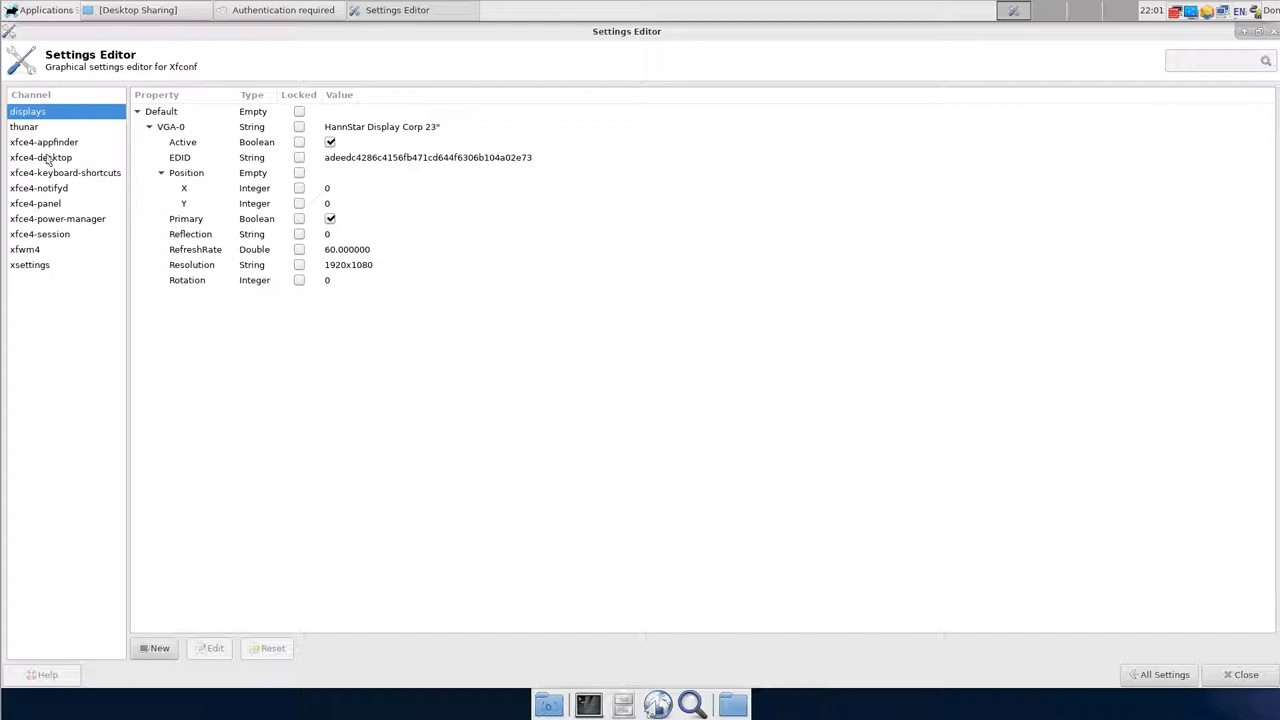 Applications
[Desktop Sharing]
Authentication required
Settings Editor
22:01
EN
Don
Settings Editor
Settings Editor
Graphical settings editor for Xfconf
Channel
displays
thunar
xfce4-appfinder
xfce4-desktop
xfce4-keyboard-shortcuts
xfce4-notifyd
xfce4-panel
xfce4-power-manager
xfce4-session
xfwm4
xsettings
Property Type Locked Value
Default Empty
VGA-0 String HannStar Display Corp 23"
Active Boolean
EDID String adeedc4286c4156fb471cd644f6306b104a02e73
Position Empty
X Integer 0
Y Integer 0
Primary Boolean
Reflection String 0
RefreshRate Double 60.000000
Resolution String 1920x1080
Rotation Integer 0
New Edit Reset
Help
All Settings
Close